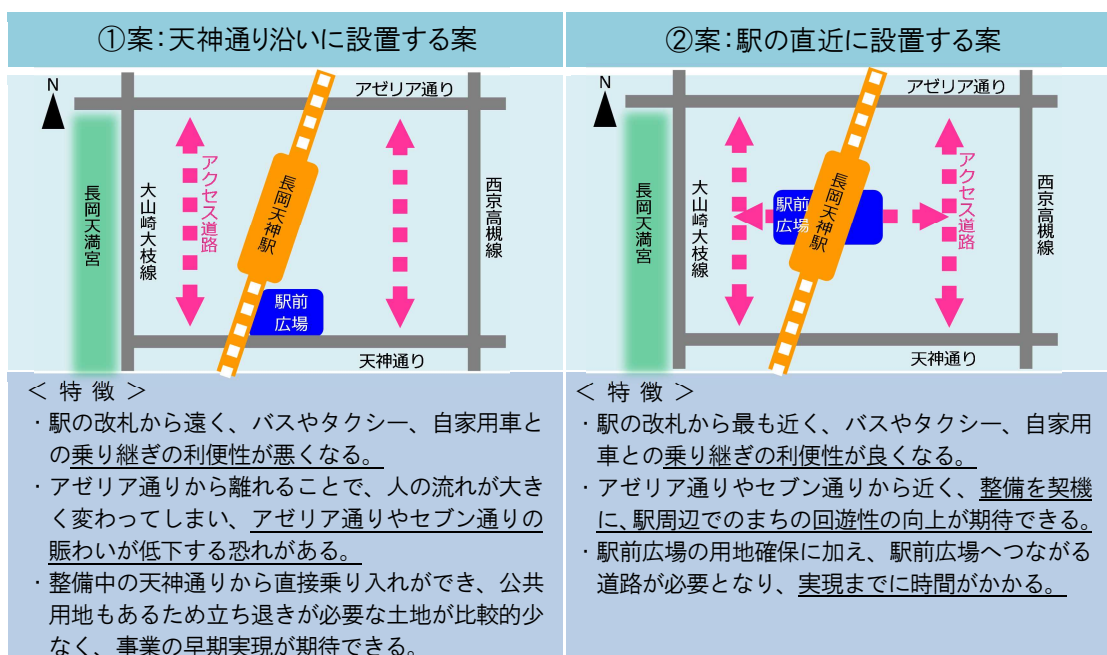 ①案：天神通り沿いに設置する案
N
アゼリア通り
長岡天満宮
大山崎大枝線
アクセス道路
長岡天神駅
西京高槻線
駅前
広場
天神通り
＜ 特 徴 ＞
・駅の改札から遠く、バスやタクシー、自家用車と
の乗り継ぎの利便性が悪くなる。
・アゼリア通りから離れることで、人の流れが大き
く変わってしまい、アゼリア通りやセブン通りの
賑わいが低下する恐れがある。
・整備中の天神通りから直接乗り入れができ、公共
用地もあるため立ち退きが必要な土地が比較的少
なく、事業の早期実現が期待できる。
②案：駅の直近に設置する案
N
アゼリア通り
長岡天満宮
大山崎大枝線
駅前
広場
長岡天神駅
アクセス道路
西京高槻線
天神通り
＜ 特 徴 ＞
・駅の改札から最も近く、バスやタクシー、自家用
車との乗り継ぎの利便性が良くなる。
・アゼリア通りやセブン通りから近く、整備を契機
に、駅周辺でのまちの回遊性の向上が期待できる。
・駅前広場の用地確保に加え、駅前広場へつながる
道路が必要となり、実現までに時間がかかる。